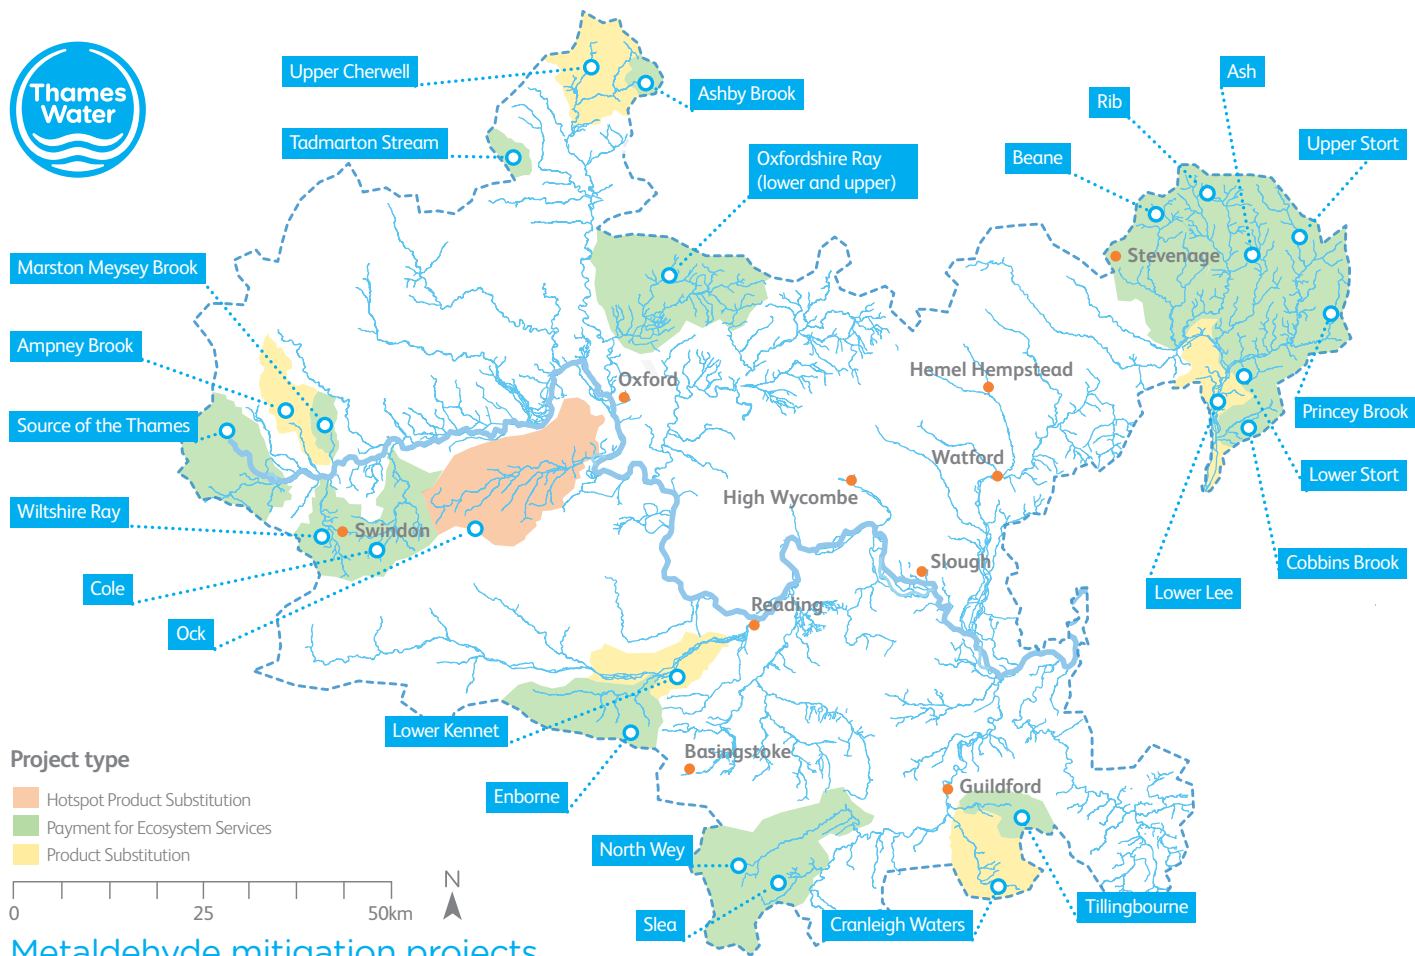 Thames
Water
Upper Cherwell
Ashby Brook
Tadmarton Stream
Oxfordshire Ray
(lower and upper)
Ash
Rib
Upper Stort
Beane
Stevenage
Marston Meysey Brook
Ampney Brook
Source of the Thames
Oxford
Hemel Hempstead
Princey Brook
Watford
Lower Stort
High Wycombe
Wiltshire Ray
Swindon
Cobbins Brook
Slough
Lower Lee
Cole
Reading
Ock
Lower Kennet
Basingstoke
Enborne
Guildford
Project type
Hotspot Product Substitution
Payment for Ecosystem Services
Product Substitution
North Wey
Tillingbourne
Slea
Cranleigh Waters
N
0 25 50km
Metaldehyde mitigation projects